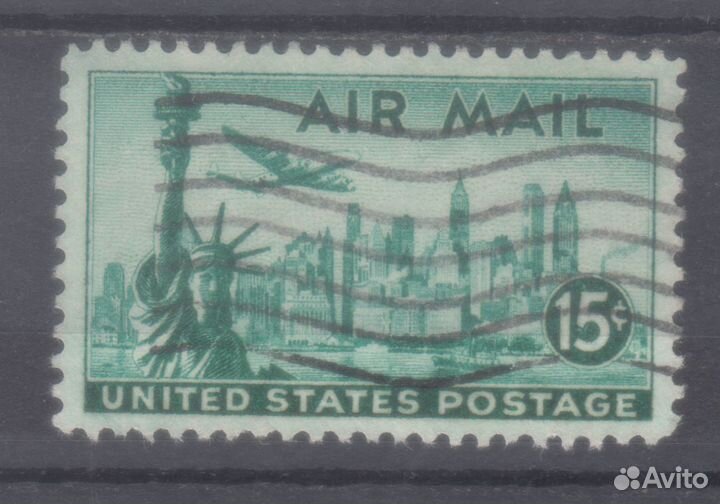 AIR MAIL
15¢
UNITED STATES POSTAGE
Avito